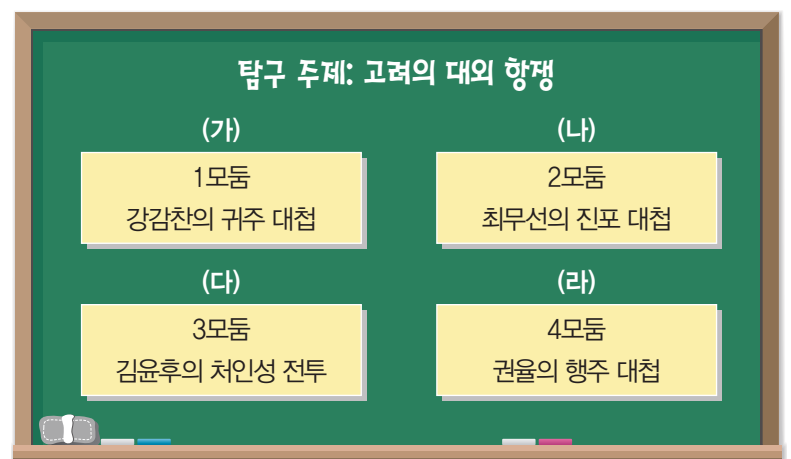 탐구 주제: 고려의 대외 항쟁
(가)
1모둠
강감찬의 귀주 대첩
(나)
2모둠
최무선의 진포 대첩
(다)
3모둠
김윤후의 처인성 전투
(라)
4모둠
권율의 행주 대첩